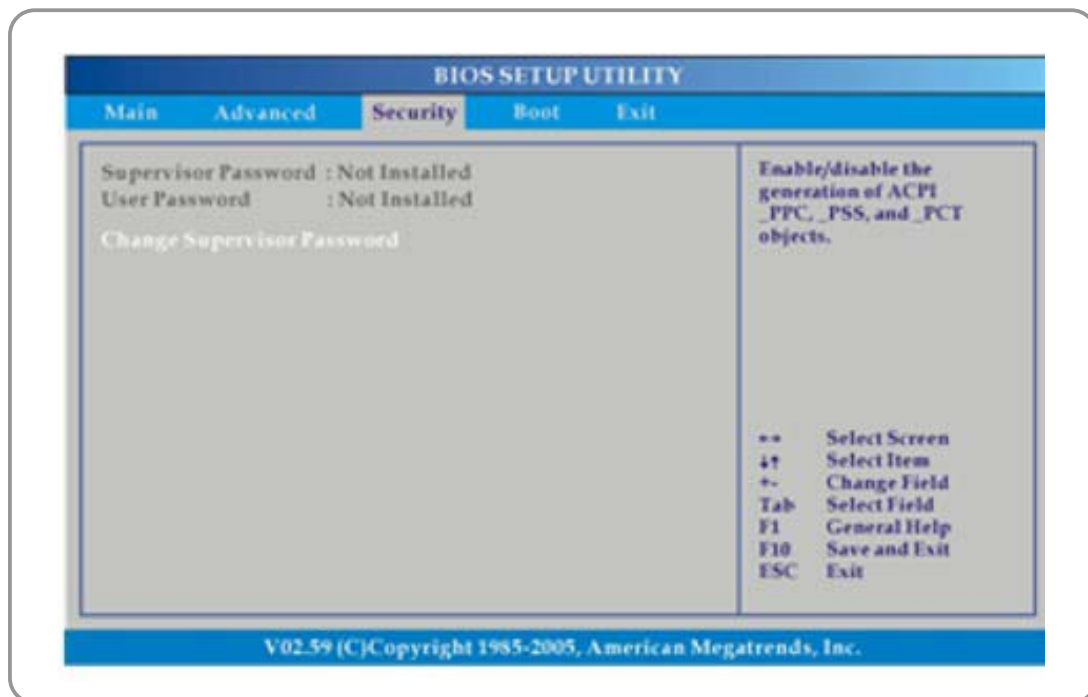 BIOS SETUP UTILITY
Main Advanced Security Boot Exit
Supervisor Password : Not Installed
User Password : Not Installed
Change Supervisor Password
Enable/disable the
generation of ACPI
_PPC, _PSS, and _PCT
objects.
←→ Select Screen
↓↑ Select Item
+- Change Field
Tab Select Field
F1 General Help
F10 Save and Exit
ESC Exit
V02.59 (C)Copyright 1985-2005, American Megatrends, Inc.